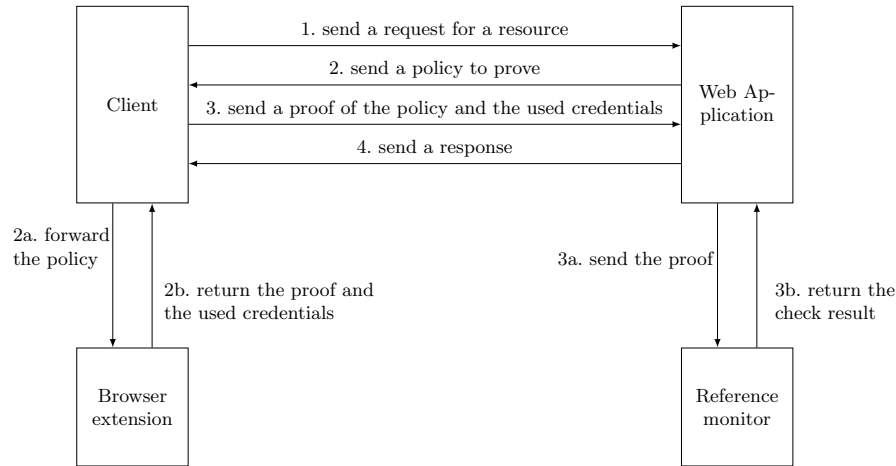 1. send a request for a resource
2. send a policy to prove
Client
Web Ap-
plication
3. send a proof of the policy and the used credentials
4. send a response
2a. forward
the policy
3a. send the proof
2b. return the proof and
the used credentials
3b. return the
check result
Browser
extension
Reference
monitor